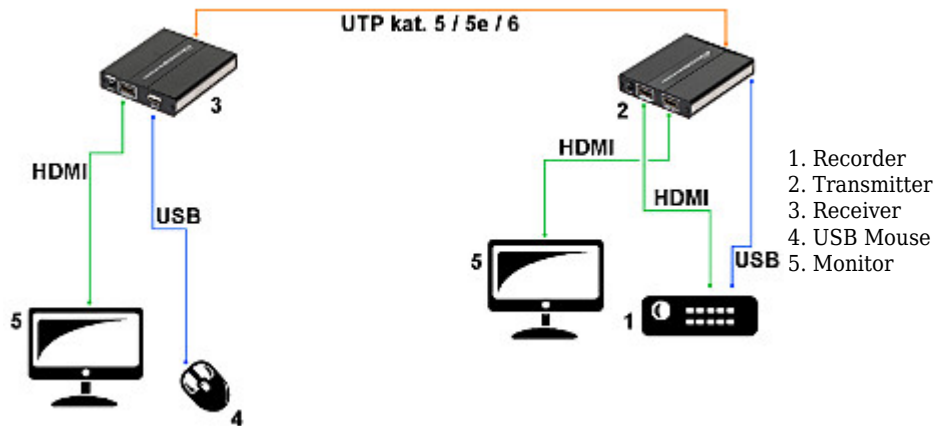 UTP kat. 5 / 5e / 6
3
2
HDMI
HDMI
HDMI
USB
USB
5
5
1
4
1. Recorder
2. Transmitter
3. Receiver
4. USB Mouse
5. Monitor